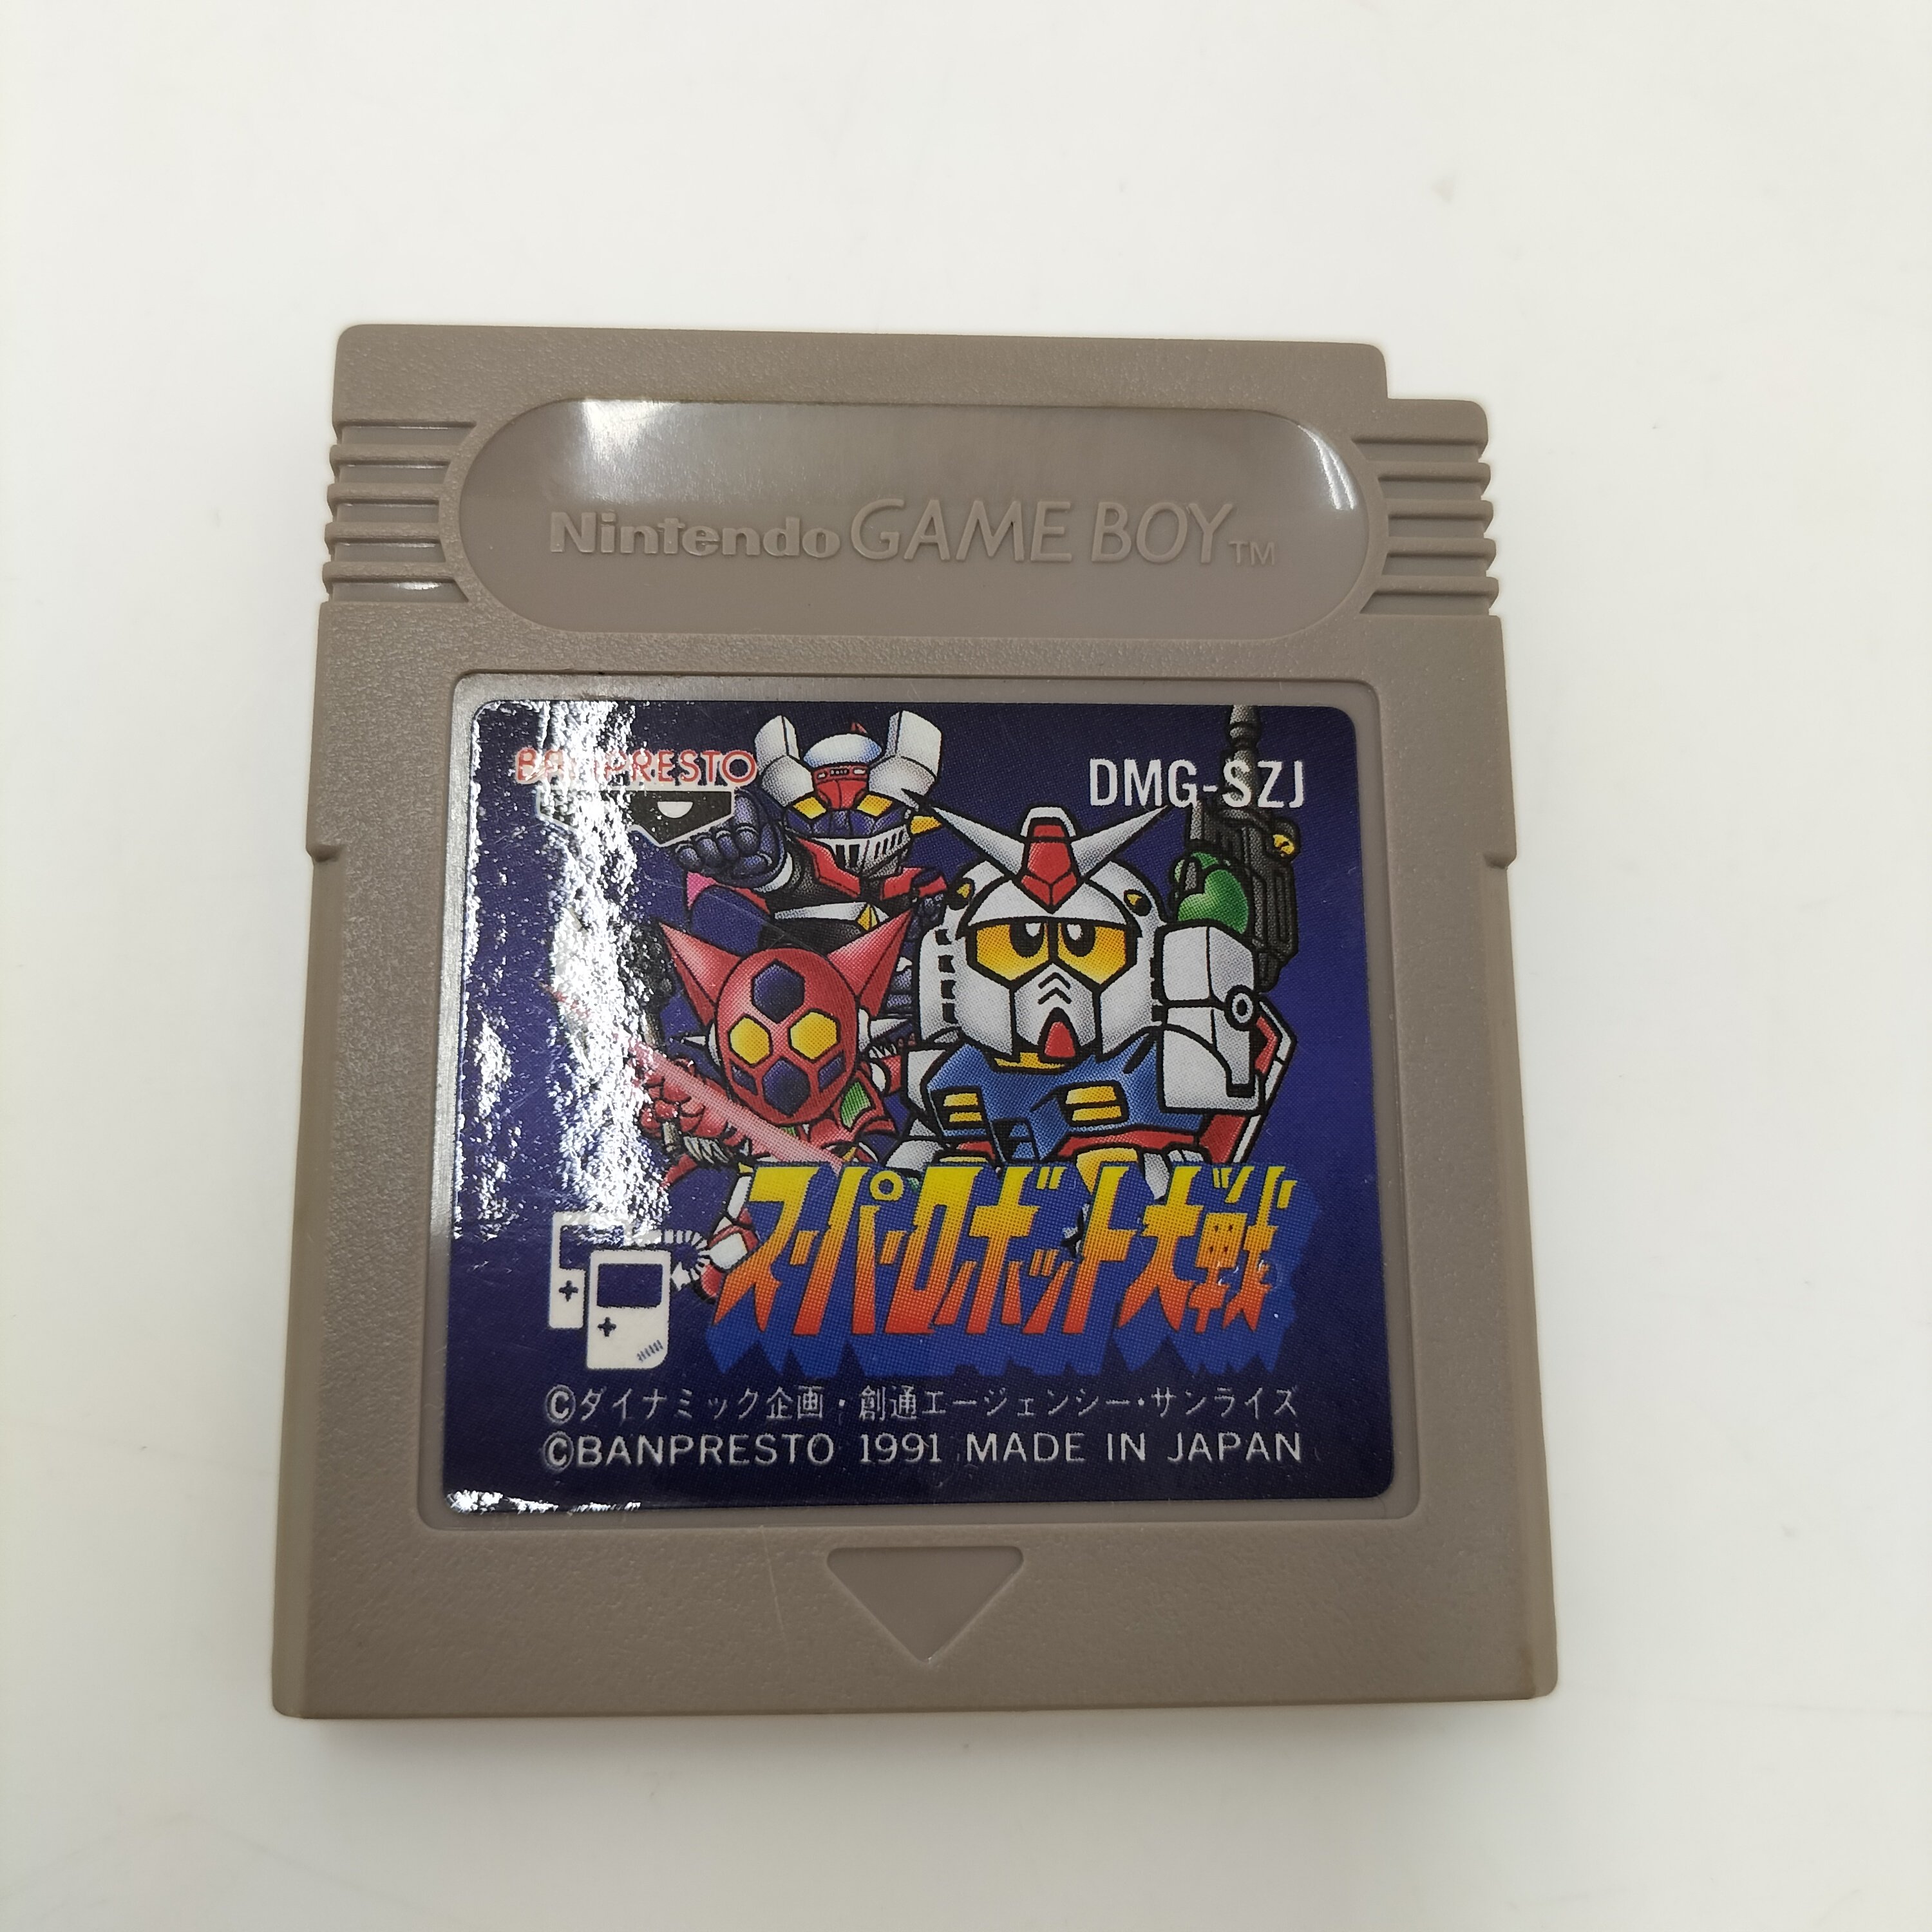 Nintendo GAME BOY TM
BANPRESTO
DMG-SZJ
スーパーロボット大戦
©ダイナミック企画・創通エージェンシー・サンライズ
©BANPRESTO 1991 MADE IN JAPAN